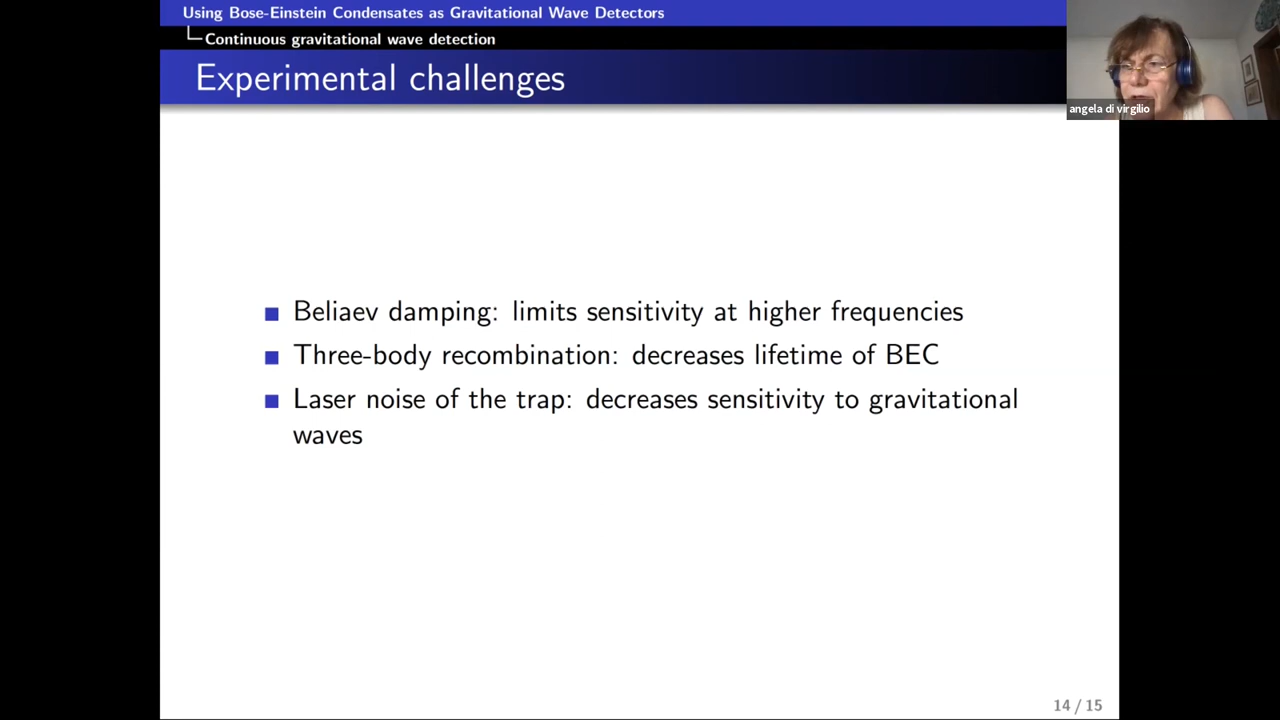 Using Bose-Einstein Condensates as Gravitational Wave Detectors
Continuous gravitational wave detection
Experimental challenges
angela di virgilio
Beliaev damping: limits sensitivity at higher frequencies
Three-body recombination: decreases lifetime of BEC
Laser noise of the trap: decreases sensitivity to gravitational
waves
14 / 15